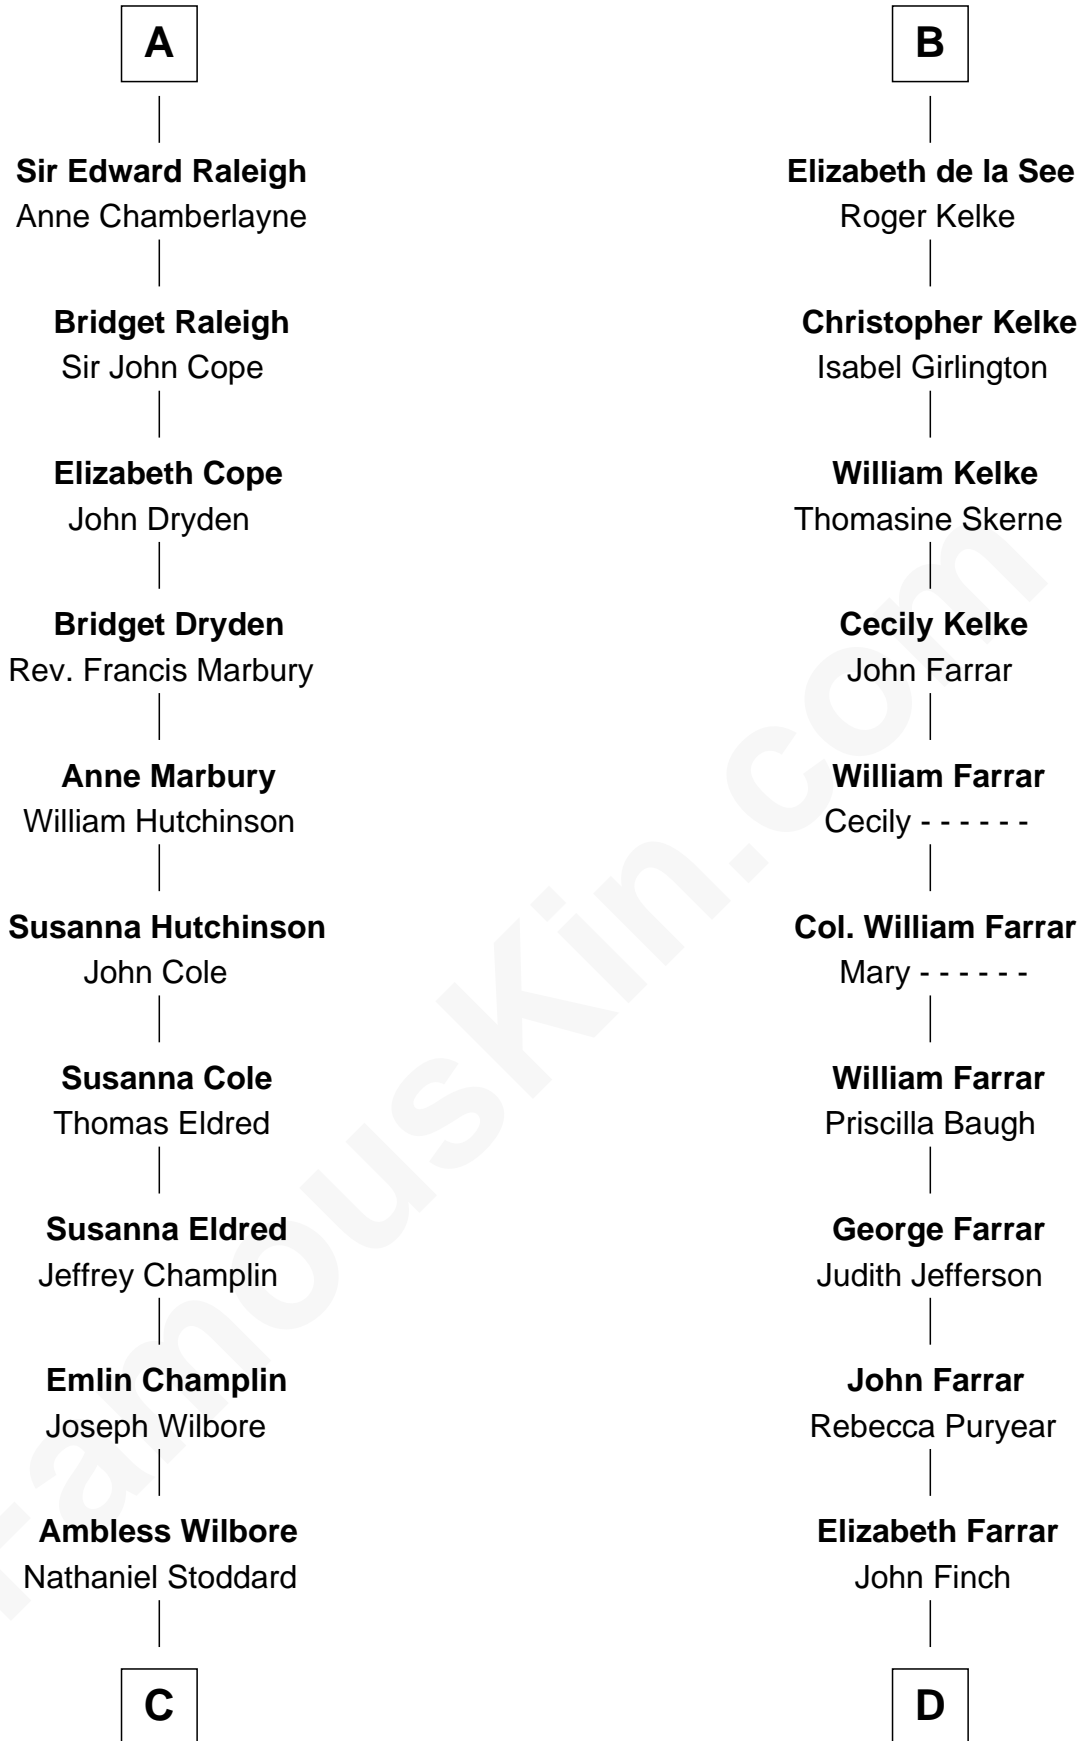 A
Sir Edward Raleigh
Anne Chamberlayne
Bridget Raleigh
Sir John Cope
Elizabeth Cope
John Dryden
Bridget Dryden
Rev. Francis Marbury
Anne Marbury
William Hutchinson
Susanna Hutchinson
John Cole
Susanna Cole
Thomas Eldred
Susanna Eldred
Jeffrey Champlin
Emlin Champlin
Joseph Wilbore
Ambless Wilbore
Nathaniel Stoddard
C
B
Elizabeth de la See
Roger Kelke
Christopher Kelke
Isabel Girlington
William Kelke
Thomasine Skerne
Cecily Kelke
John Farrar
William Farrar
Cecily - - - - - -
Col. William Farrar
Mary - - - - - -
William Farrar
Priscilla Baugh
George Farrar
Judith Jefferson
John Farrar
Rebecca Puryear
Elizabeth Farrar
John Finch
D
FamousKin.com